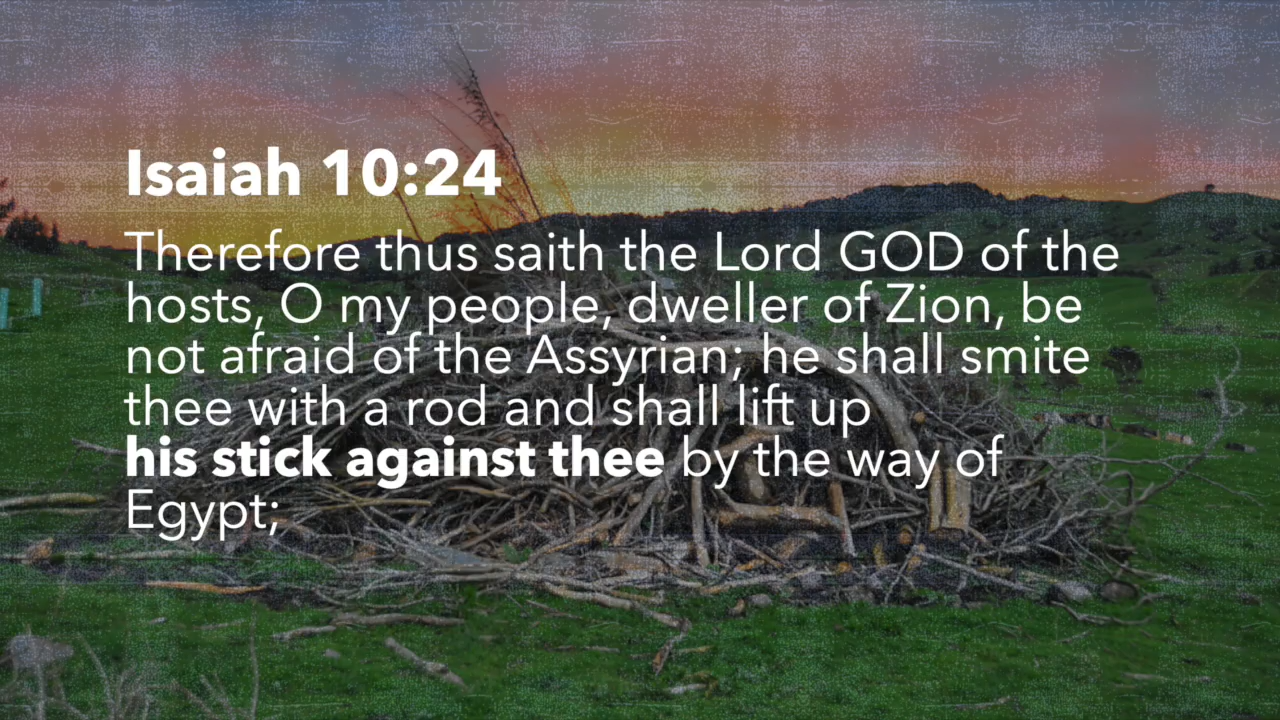 Isaiah 10:24
Therefore thus saith the Lord GOD of the
hosts, O my people, dweller of Zion, be
not afraid of the Assyrian; he shall smite
thee with a rod and shall lift up
his stick against thee by the way of
Egypt;